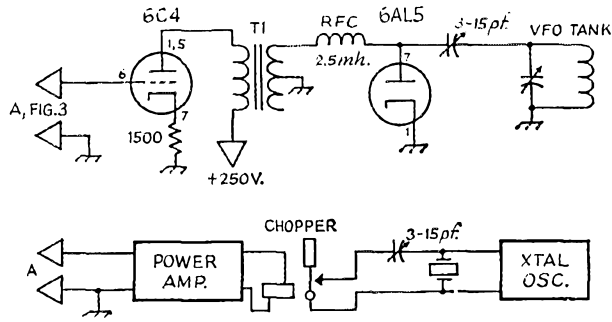 6C4
T1
RFC
6AL5
3-15pf.
VFO TANK
1,5
6
7
2.5mh.
7
1
A, FIG.3
1500
+250V.
CHOPPER
3-15pf.
A
POWER
AMP.
XTAL
OSC.